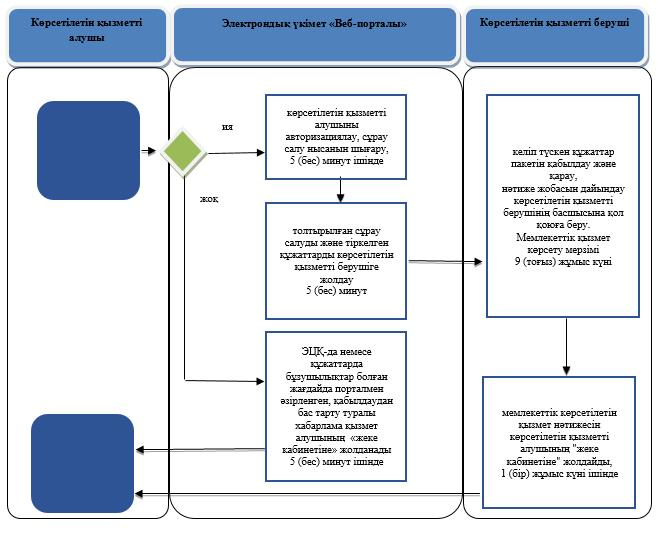 Көрсетілетін қызметті
алушы
Электрондық үкімет «Веб-порталы»
Көрсетілетін қызметті беруші
ия
жоқ
көрсетілетін қызметті
алушыны
авторизациялау, сұрау
салу нысанын шығару,
5 (бес) минут ішінде
толтырылған сұрау
салуды және тіркелген
құжаттарды көрсетілетін
қызметті берушіге
жолдау
5 (бес) минут
ЭЦҚ-да немесе
құжаттарда
бұзушылықтар болған
жағдайда порталмен
әзірленген, қабылдаудан
бас тарту туралы
хабарлама қызмет
алушының «жеке
кабинетіне» жолданады
5 (бес) минут ішінде
келіп түскен құжаттар
пакетін қабылдау және
қарау,
нәтиже жобасын дайындау
көрсетілетін қызметті
берушінің басшысына қол
қоюға беру.
Мемлекеттік қызмет
көрсету мерзімі
9 (тоғыз) жұмыс күні
мемлекеттік көрсетілетін
қызмет нәтижесін
көрсетілетін қызметті
алушының "жеке
кабинетіне" жолдайды,
1 (бір) жұмыс күні ішінде